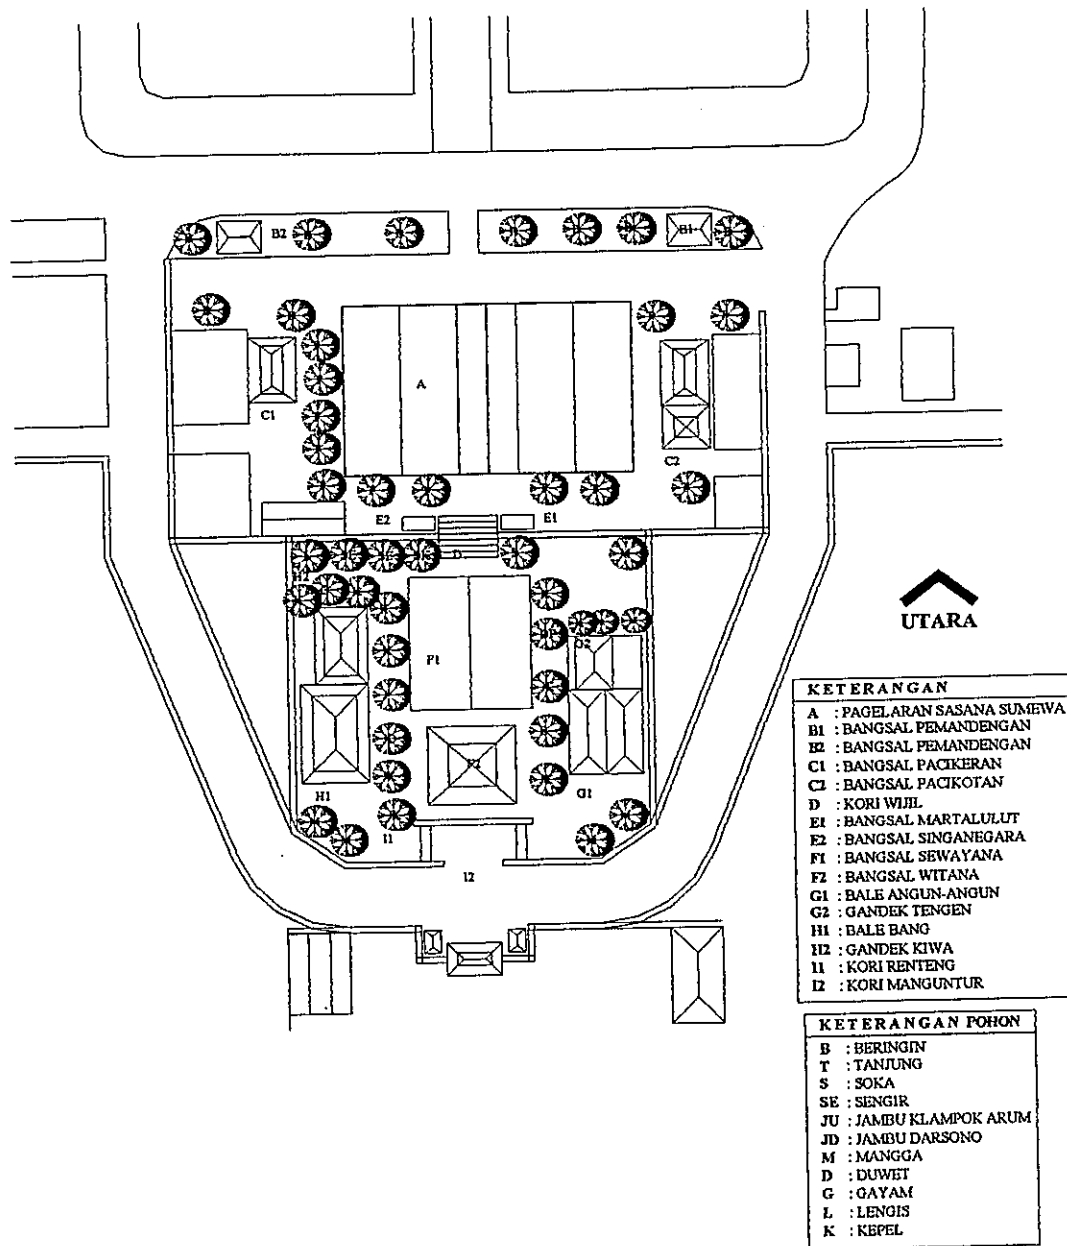 B2
B1
A
C1
C2
E2
E1
D
H2
G2
F1
UTARA
F2
H1
G1
I1
I2
KETERANGAN
A : PAGELARAN SASANA SUMEWA
B1 : BANGSAL PEMANDENGAN
B2 : BANGSAL PEMANDENGAN
C1 : BANGSAL PACIKERAN
C2 : BANGSAL PACIKOTAN
D : KORI WIJIL
E1 : BANGSAL MARTALULUT
E2 : BANGSAL SINGANEGARA
F1 : BANGSAL SEWAYANA
F2 : BANGSAL WITANA
G1 : BALE ANGUN-ANGUN
G2 : GANDEK TENGEN
H1 : BALE BANG
H2 : GANDEK KIWA
I1 : KORI RENTENG
I2 : KORI MANGUNTUR
KETERANGAN POHON
B : BERINGIN
T : TANJUNG
S : SOKA
SE : SENGIR
JU : JAMBU KLAMPOK ARUM
JD : JAMBU DARSONO
M : MANGGA
D : DUWET
G : GAYAM
L : LENGIS
K : KEPEL